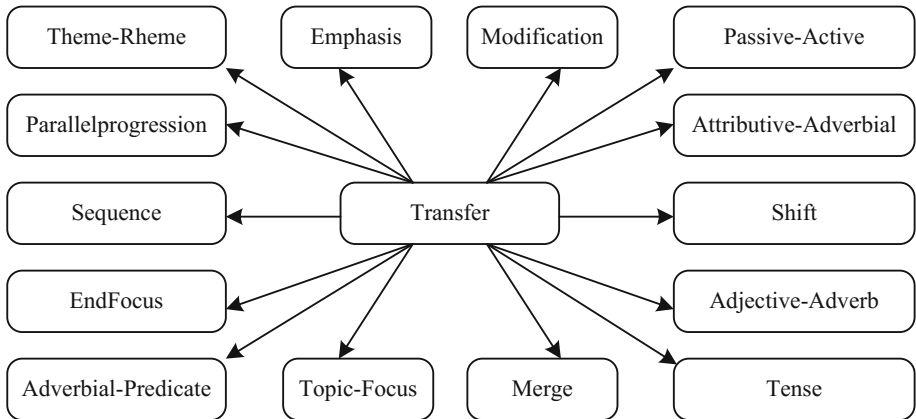 Theme-Rheme
Emphasis
Modification
Passive-Active
Parallelprogression
Attributive-Adverbial
Sequence
Transfer
Shift
EndFocus
Adjective-Adverb
Adverbial-Predicate
Topic-Focus
Merge
Tense